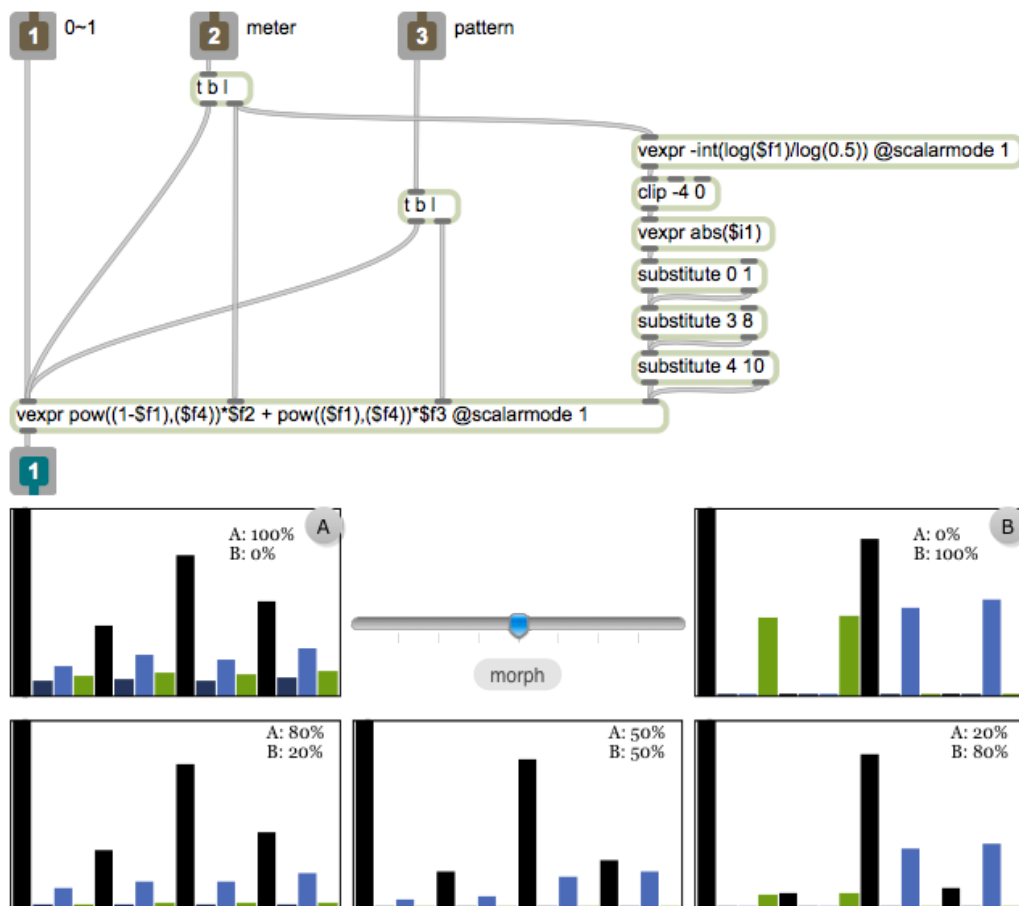 1 0~1 2 meter 3 pattern
t b l
vexpr -int(log($f1)/log(0.5)) @scalarmode 1
clip -4 0
t b l
vexpr abs($i1)
substitute 0 1
substitute 3 8
substitute 4 10
vexpr pow((1-$f1),($f4))*$f2 + pow(($f1),($f4))*$f3 @scalarmode 1
1
A: 100%
B: 0%
A
A: 0%
B: 100%
B
morph
A: 80%
B: 20%
A: 50%
B: 50%
A: 20%
B: 80%